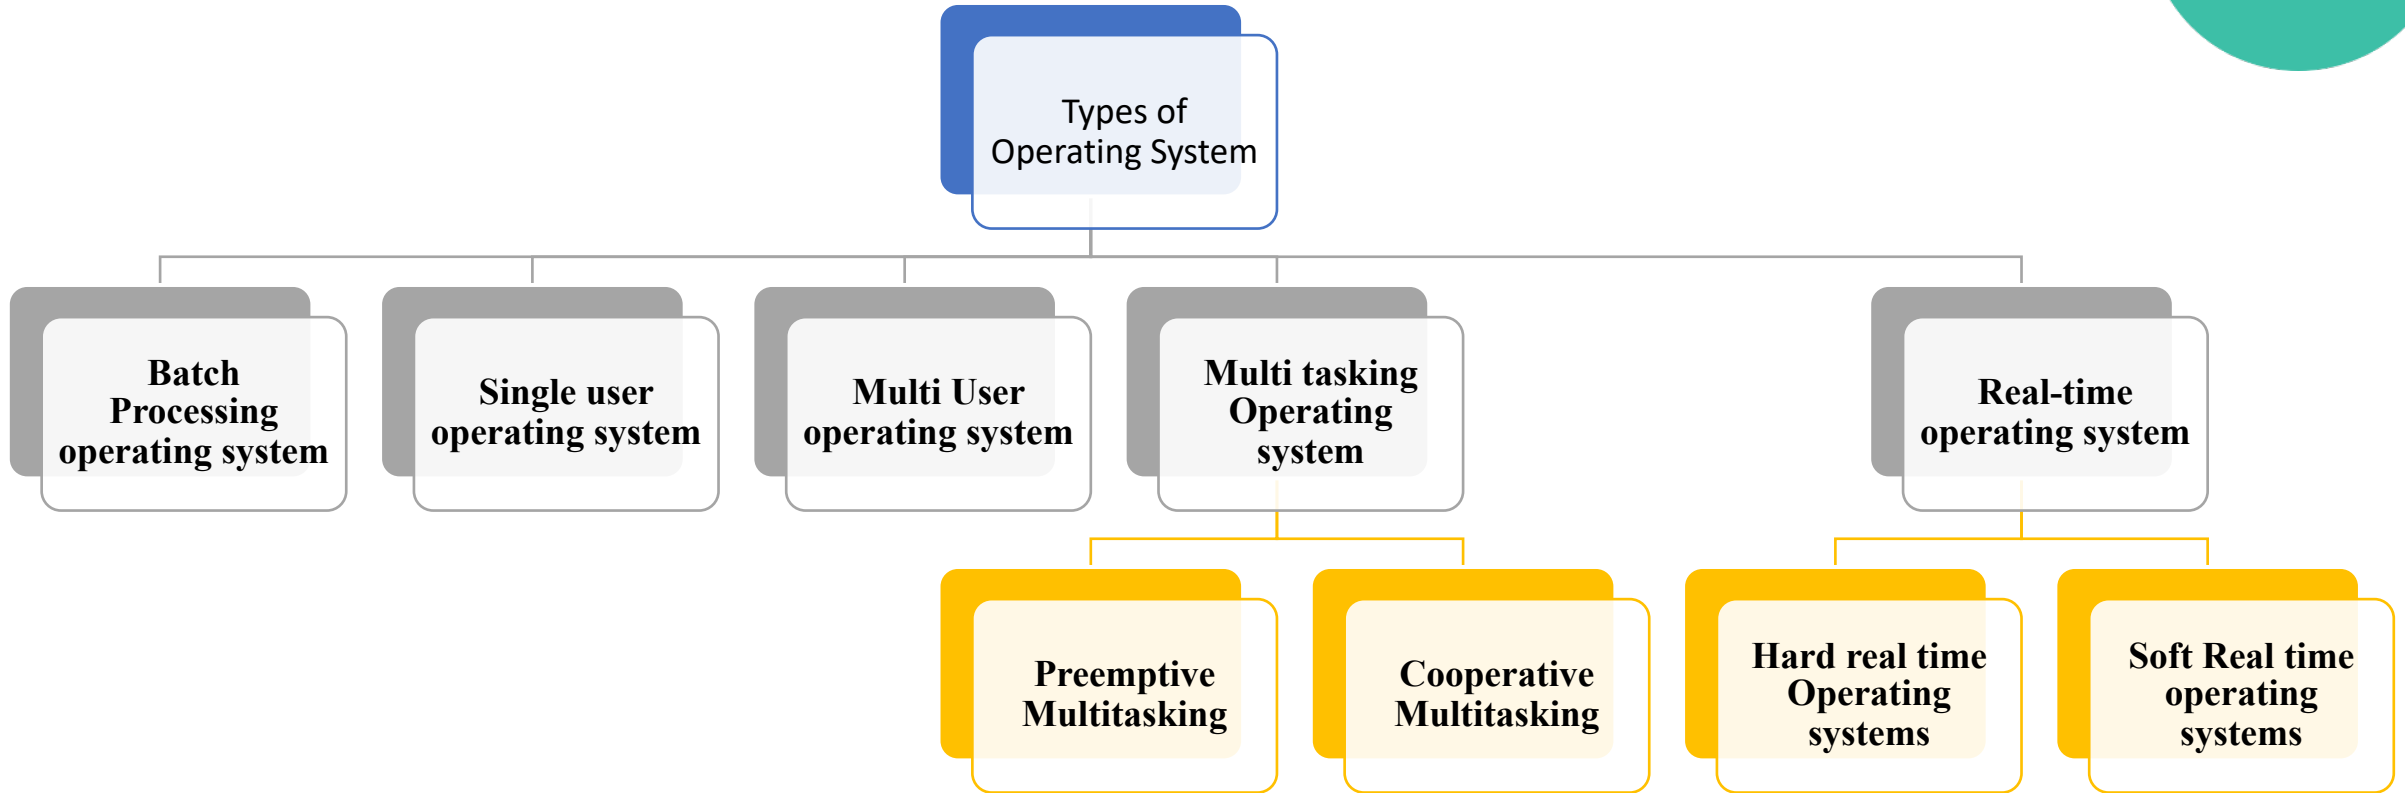 Types of
Operating System
Batch
Processing
operating system
Single user
operating system
Multi User
operating system
Multi tasking
Operating
system
Real-time
operating system
Preemptive
Multitasking
Cooperative
Multitasking
Hard real time
Operating
systems
Soft Real time
operating
systems